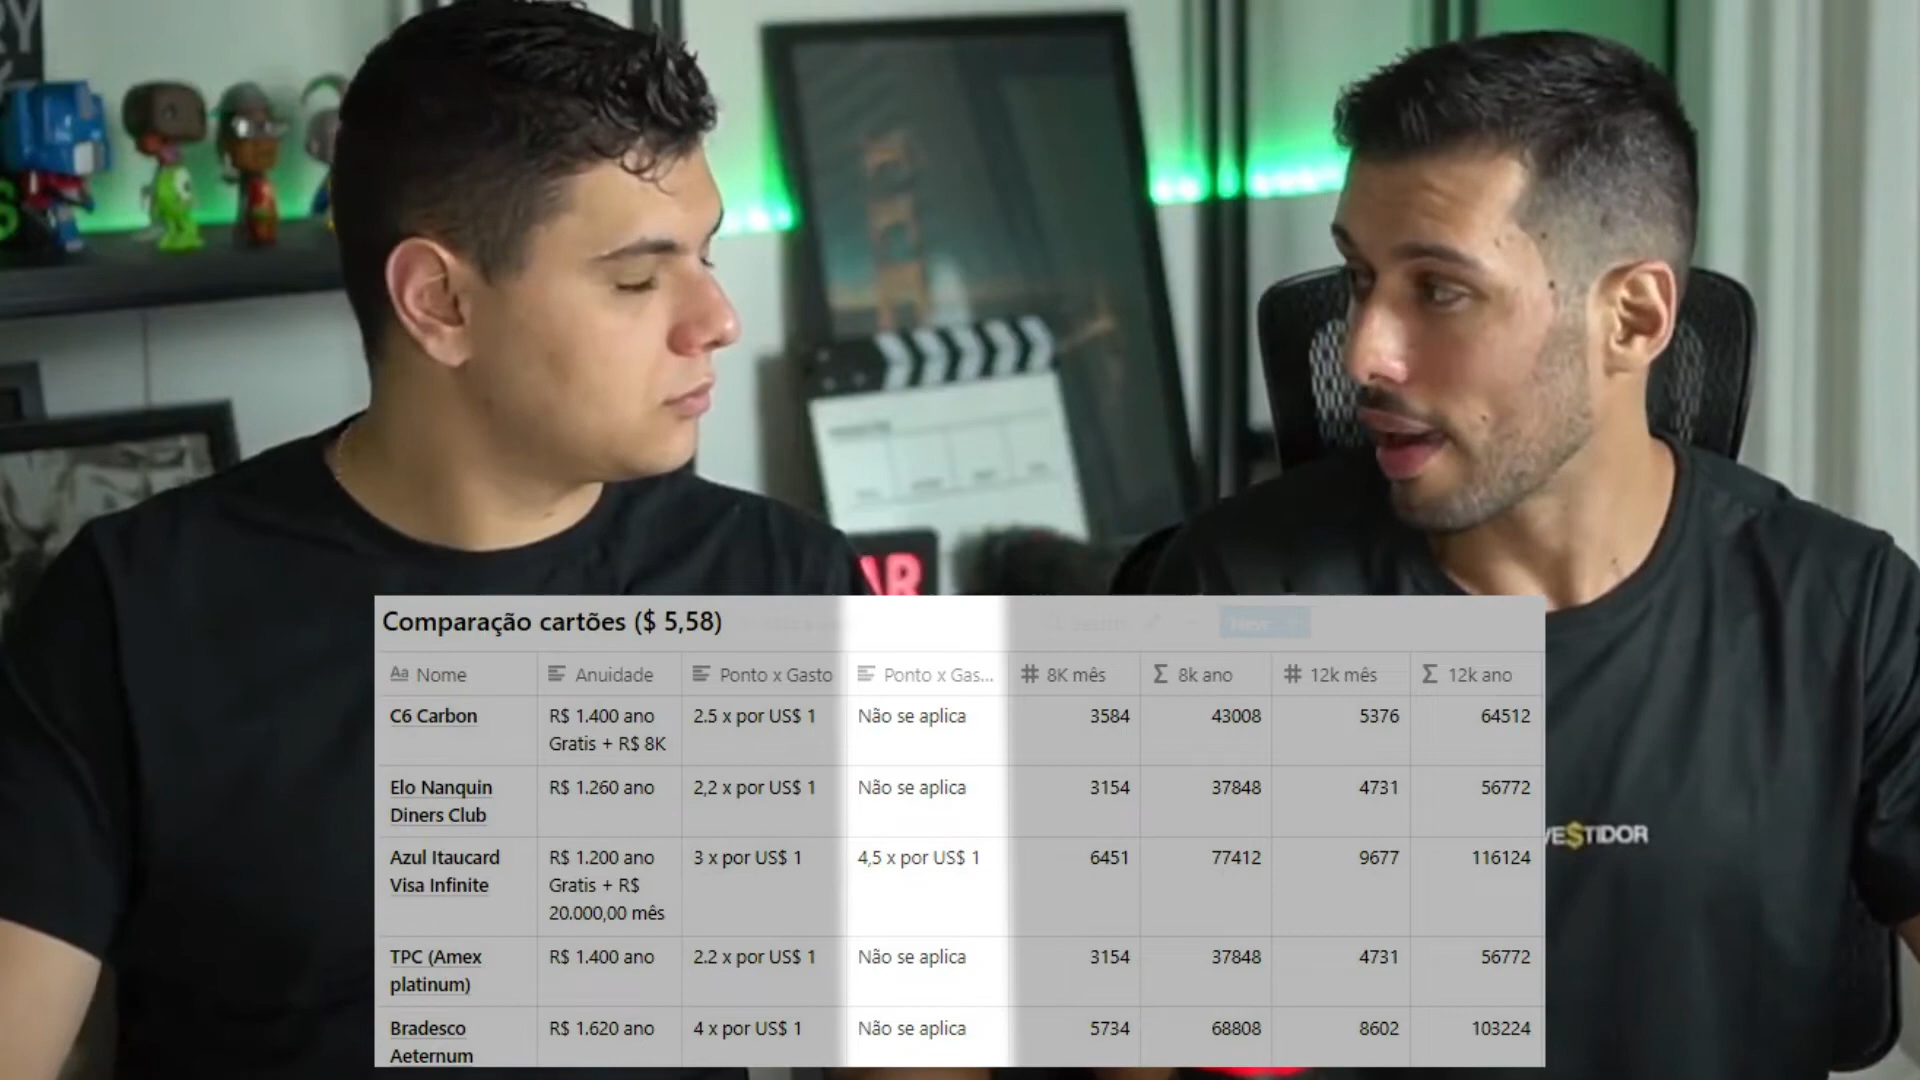 RY
S
AR
VE$TIDOR
Comparação cartões ($ 5,58)
Aa Nome Anuidade Ponto x Gasto Ponto x Gas... # 8K mês Σ 8k ano # 12k mês Σ 12k ano
C6 Carbon R$ 1.400 ano 2.5 x por US$ 1 Não se aplica 3584 43008 5376 64512
Gratis + R$ 8K
Elo Nanquin R$ 1.260 ano 2,2 x por US$ 1 Não se aplica 3154 37848 4731 56772
Diners Club
Azul Itaucard R$ 1.200 ano 3 x por US$ 1 4,5 x por US$ 1 6451 77412 9677 116124
Visa Infinite Gratis + R$
20.000,00 mês
TPC (Amex R$ 1.400 ano 2.2 x por US$ 1 Não se aplica 3154 37848 4731 56772
platinum)
Bradesco R$ 1.620 ano 4 x por US$ 1 Não se aplica 5734 68808 8602 103224
Aeternum